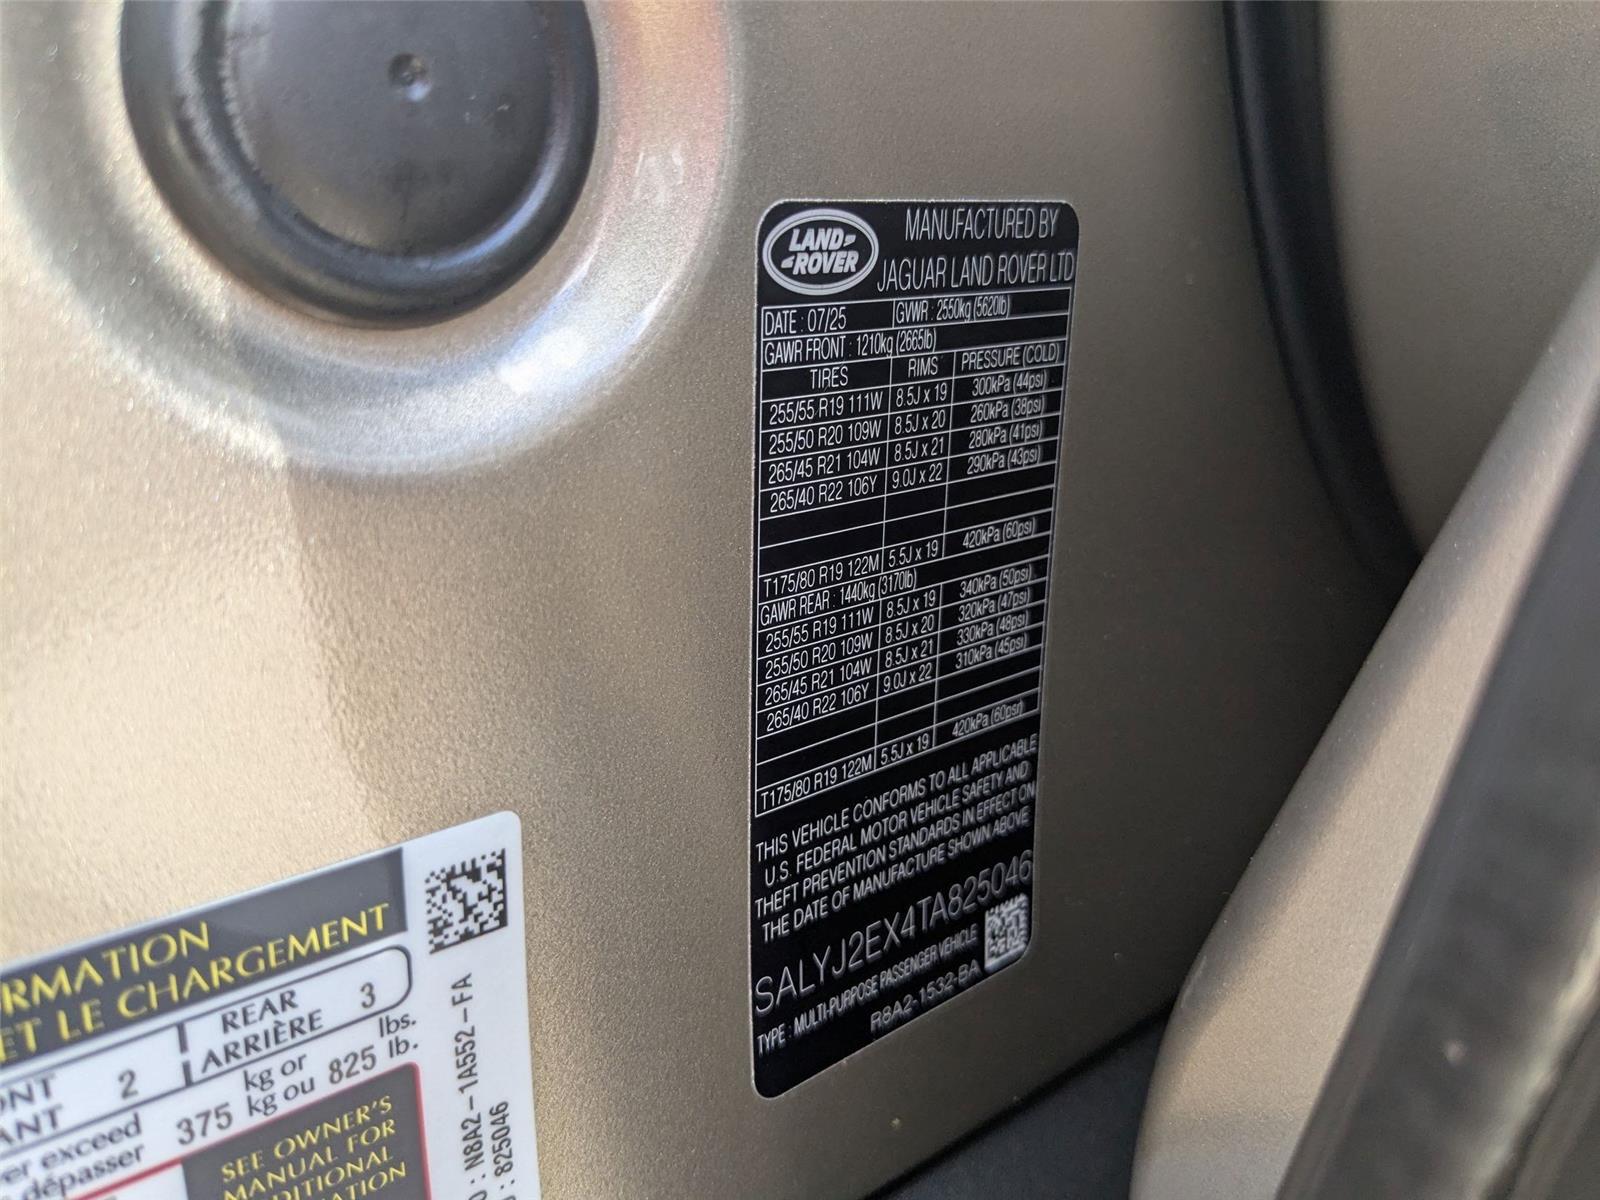 LAND ROVER
MANUFACTURED BY
JAGUAR LAND ROVER LTD
DATE : 07/25 GVWR : 2550kg (5620lb)
GAWR FRONT : 1210kg (2665lb)
TIRES RIMS PRESSURE (COLD)
255/55 R19 111W 8.5J x 19 300kPa (44psi)
255/50 R20 109W 8.5J x 20 260kPa (38psi)
265/45 R21 104W 8.5J x 21 280kPa (41psi)
265/40 R22 106Y 9.0J x 22 290kPa (43psi)
T175/80 R19 122M 5.5J x 19 420kPa (60psi)
GAWR REAR : 1440kg (3170lb)
255/55 R19 111W 8.5J x 19 340kPa (50psi)
255/50 R20 109W 8.5J x 20 320kPa (47psi)
265/45 R21 104W 8.5J x 21 330kPa (48psi)
265/40 R22 106Y 9.0J x 22 310kPa (45psi)
T175/80 R19 122M 5.5J x 19 420kPa (60psi)
THIS VEHICLE CONFORMS TO ALL APPLICABLE
U.S. FEDERAL MOTOR VEHICLE SAFETY AND
THEFT PREVENTION STANDARDS IN EFFECT ON
THE DATE OF MANUFACTURE SHOWN ABOVE
SALYJ2EX4TA825046
TYPE : MULTI-PURPOSE PASSENGER VEHICLE
R8A2-1532-BA
ORMATION
ET LE CHARGEMENT
REAR 3
ARRIÈRE
ONT 2
ANT
kg or lbs.
375 kg ou 825 lb.
er exceed
dépasser
SEE OWNER'S
MANUAL FOR
DDITIONAL
ATION
: N8A2-1A552-FA
: 825046